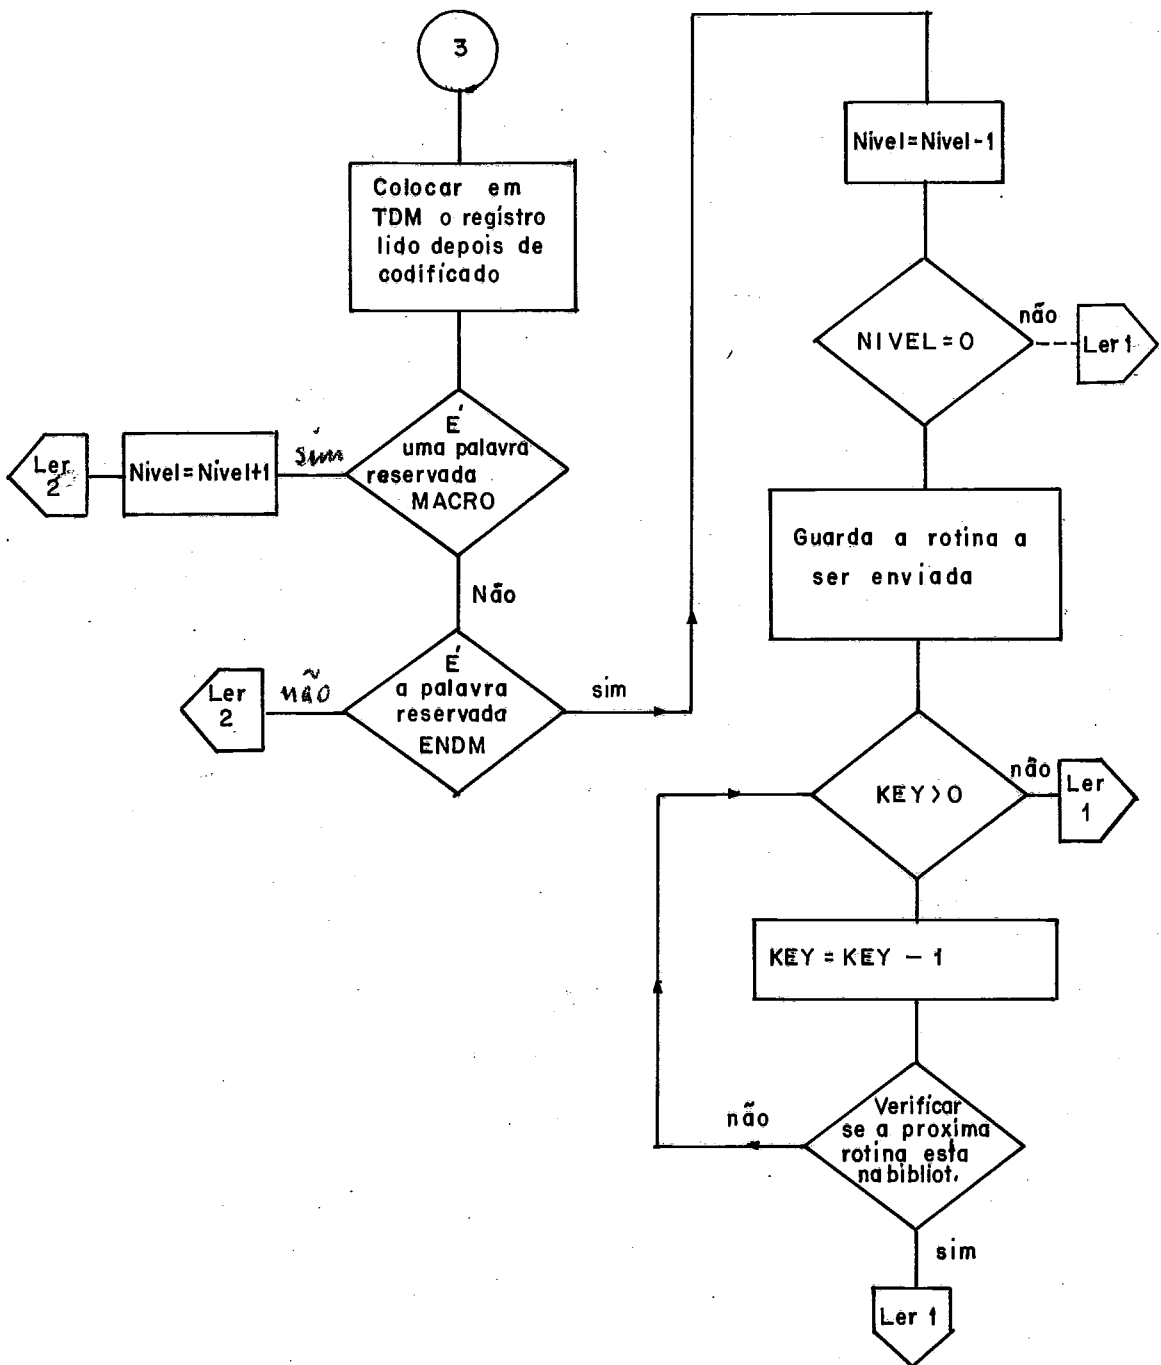 3
Colocar em
TDM o registro
lido depois de
codificado
É
uma palavra
reservada
MACRO
sim
Nivel=Nivel+1
Ler
2
Não
É
a palavra
reservada
ENDM
não
Ler
2
sim
Nivel=Nivel-1
NIVEL=0
não
Ler 1
Guarda a rotina a
ser enviada
KEY>0
não
Ler
1
KEY = KEY - 1
Verificar
se a proxima
rotina está
na bibliot.
não
sim
Ler 1